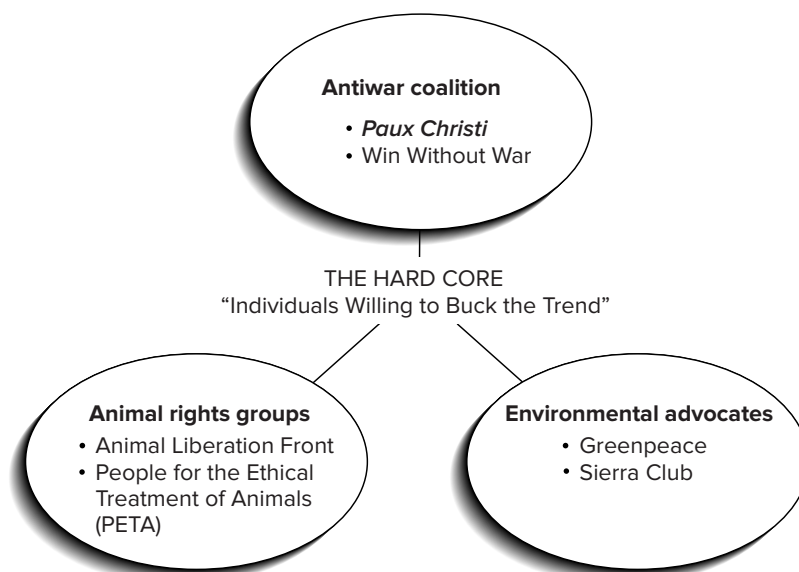 Antiwar coalition
• Paux Christi
• Win Without War
THE HARD CORE
“Individuals Willing to Buck the Trend”
Animal rights groups
• Animal Liberation Front
• People for the Ethical
Treatment of Animals
(PETA)
Environmental advocates
• Greenpeace
• Sierra Club